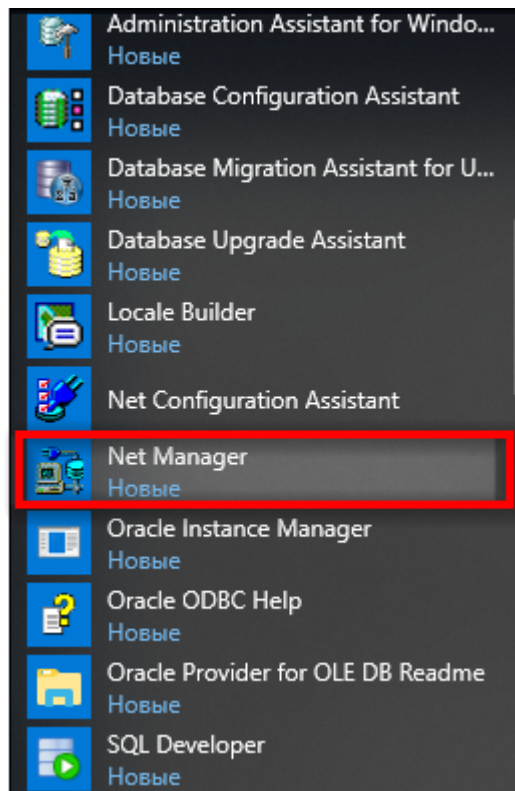 Administration Assistant for Windo...
Новые
Database Configuration Assistant
Новые
Database Migration Assistant for U...
Новые
Database Upgrade Assistant
Новые
Locale Builder
Новые
Net Configuration Assistant
Net Manager
Новые
Oracle Instance Manager
Новые
Oracle ODBC Help
Новые
Oracle Provider for OLE DB Readme
Новые
SQL Developer
Новые